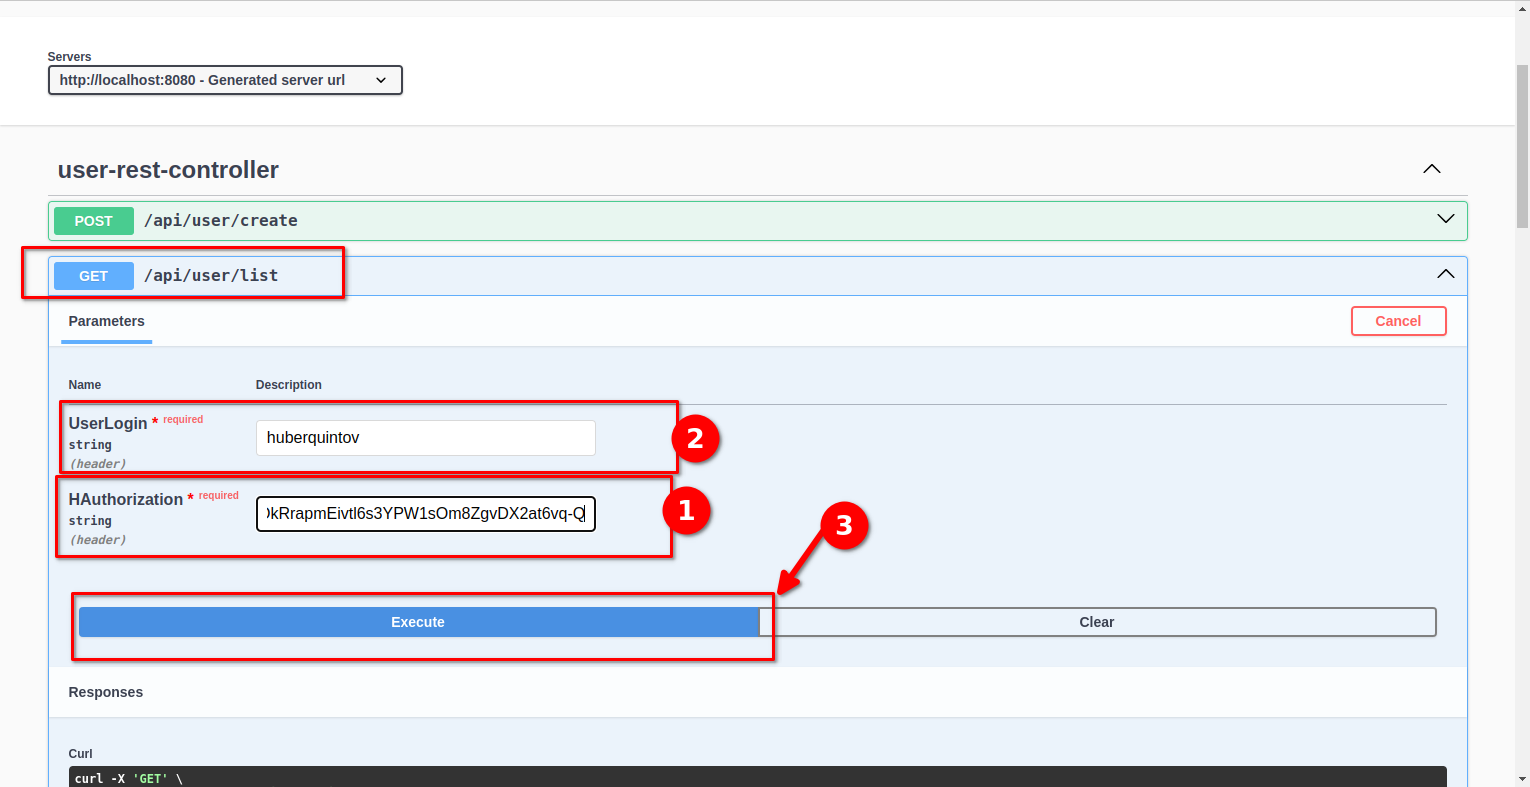 Servers
http://localhost:8080 - Generated server url
user-rest-controller
POST /api/user/create
GET /api/user/list
Parameters
Cancel
Name Description
UserLogin * required
string
(header)
huberquintov
2
HAuthorization * required
string
(header)
kRrapmEivtl6s3YPW1sOm8ZgvDX2at6vq-Q
1
3
Execute
Clear
Responses
Curl
curl -X 'GET' \